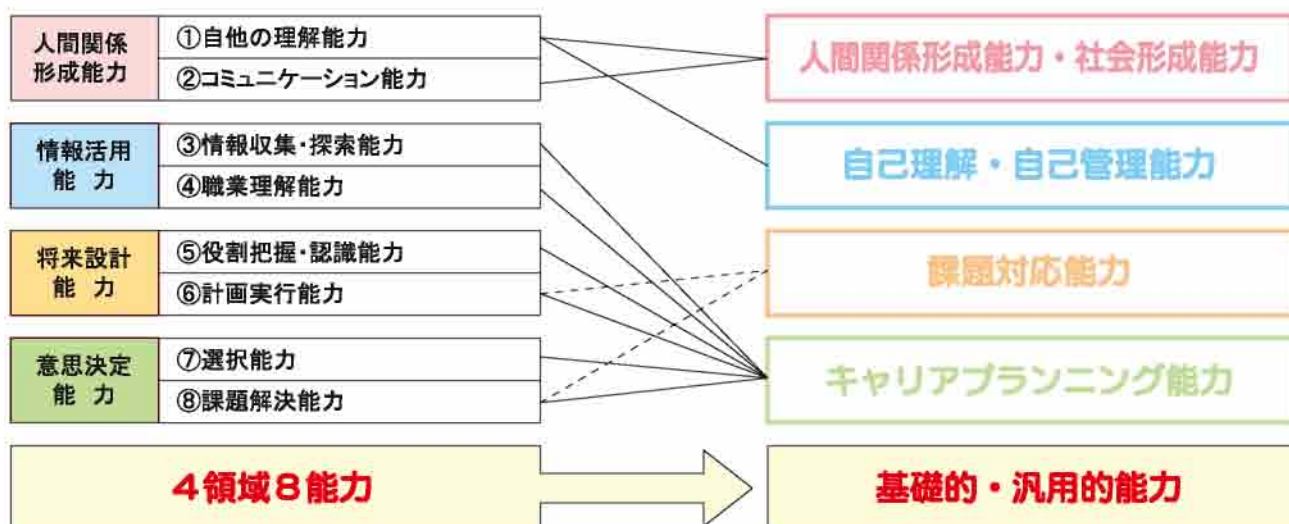 人間関係
形成能力
①自他の理解能力
②コミュニケーション能力
情報活用
能 力
③情報収集・探索能力
④職業理解能力
将来設計
能 力
⑤役割把握・認識能力
⑥計画実行能力
意思決定
能 力
⑦選択能力
⑧課題解決能力
4領域8能力
人間関係形成能力・社会形成能力
自己理解・自己管理能力
課題対応能力
キャリアプランニング能力
基礎的・汎用的能力